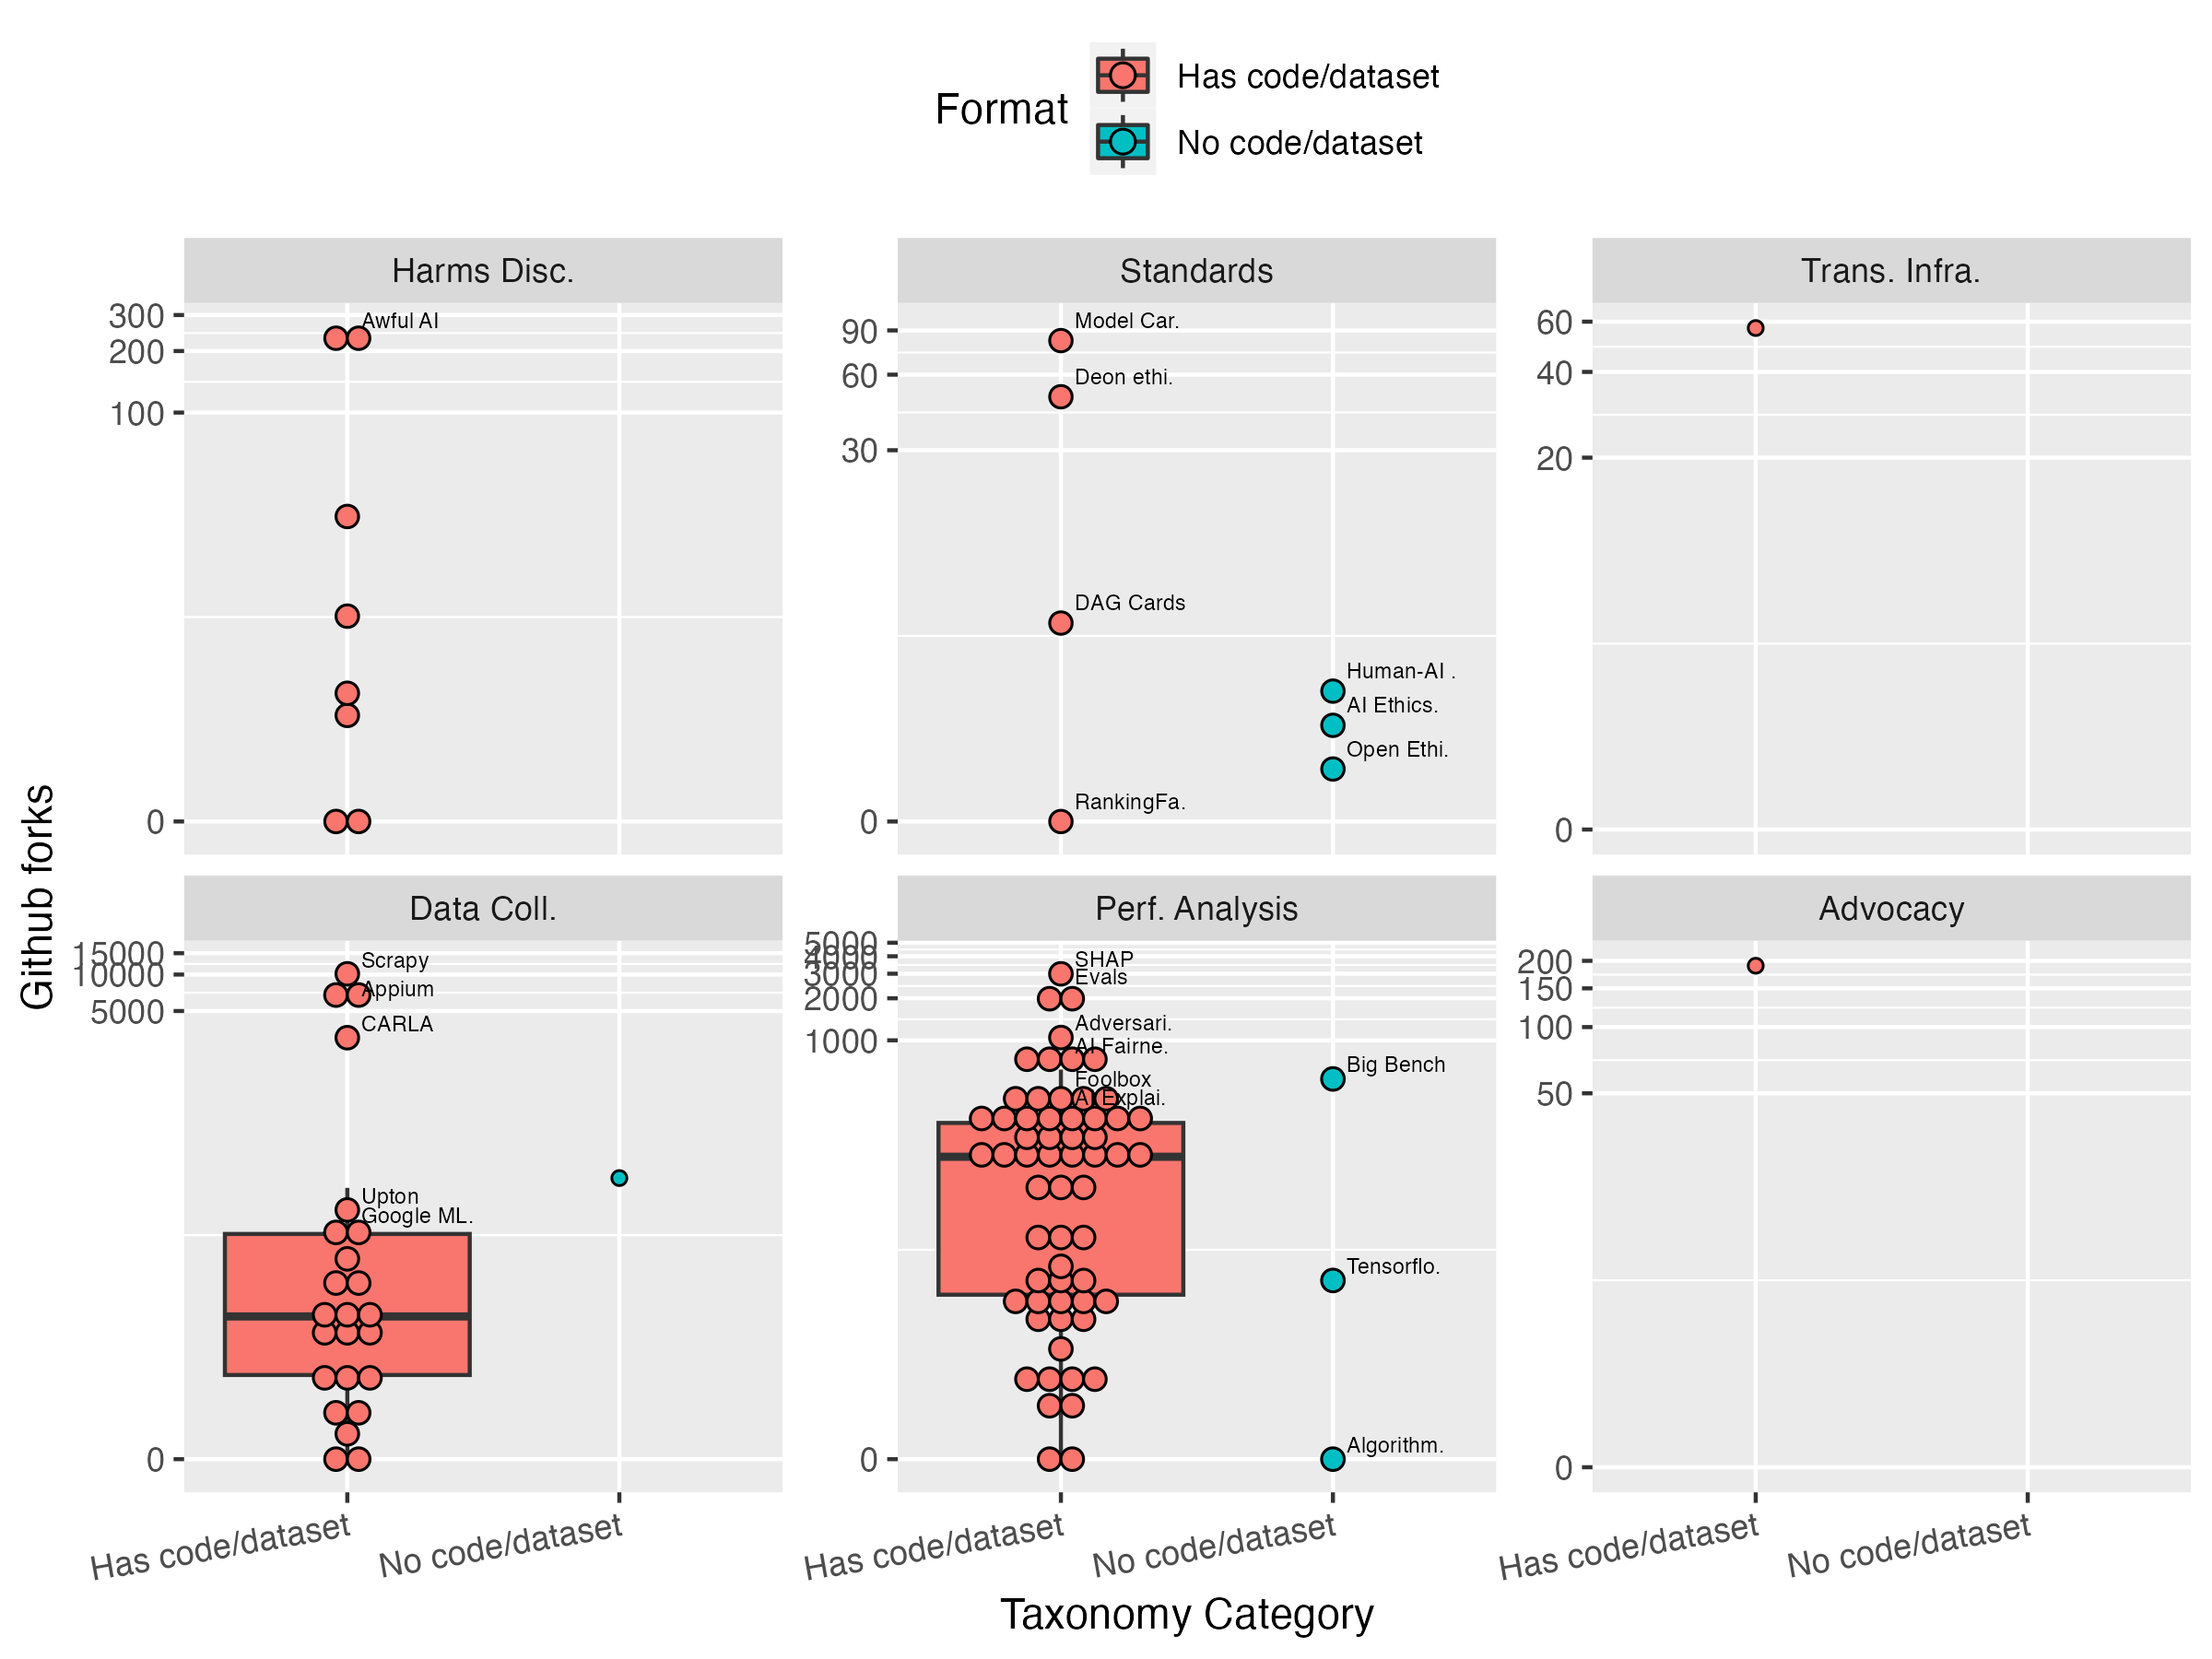 Format
Has code/dataset
No code/dataset
Harms Disc.
Standards
Trans. Infra.
300
200
100
0
Awful AI
90
60
30
0
Model Car.
Deon ethi.
DAG Cards
RankingFa.
Human-AI .
AI Ethics.
Open Ethi.
60
40
20
0
Github forks
Data Coll.
Perf. Analysis
Advocacy
15000
10000
5000
0
Scrapy
Appium
CARLA
Upton
Google ML.
5000
4000
3000
2000
1000
0
SHAP
Evals
Adversari.
AI Fairne.
Foolbox
AI Explai.
Big Bench
Tensorflo.
Algorithm.
200
150
100
50
0
Has code/dataset
No code/dataset
Has code/dataset
No code/dataset
Has code/dataset
No code/dataset
Taxonomy Category